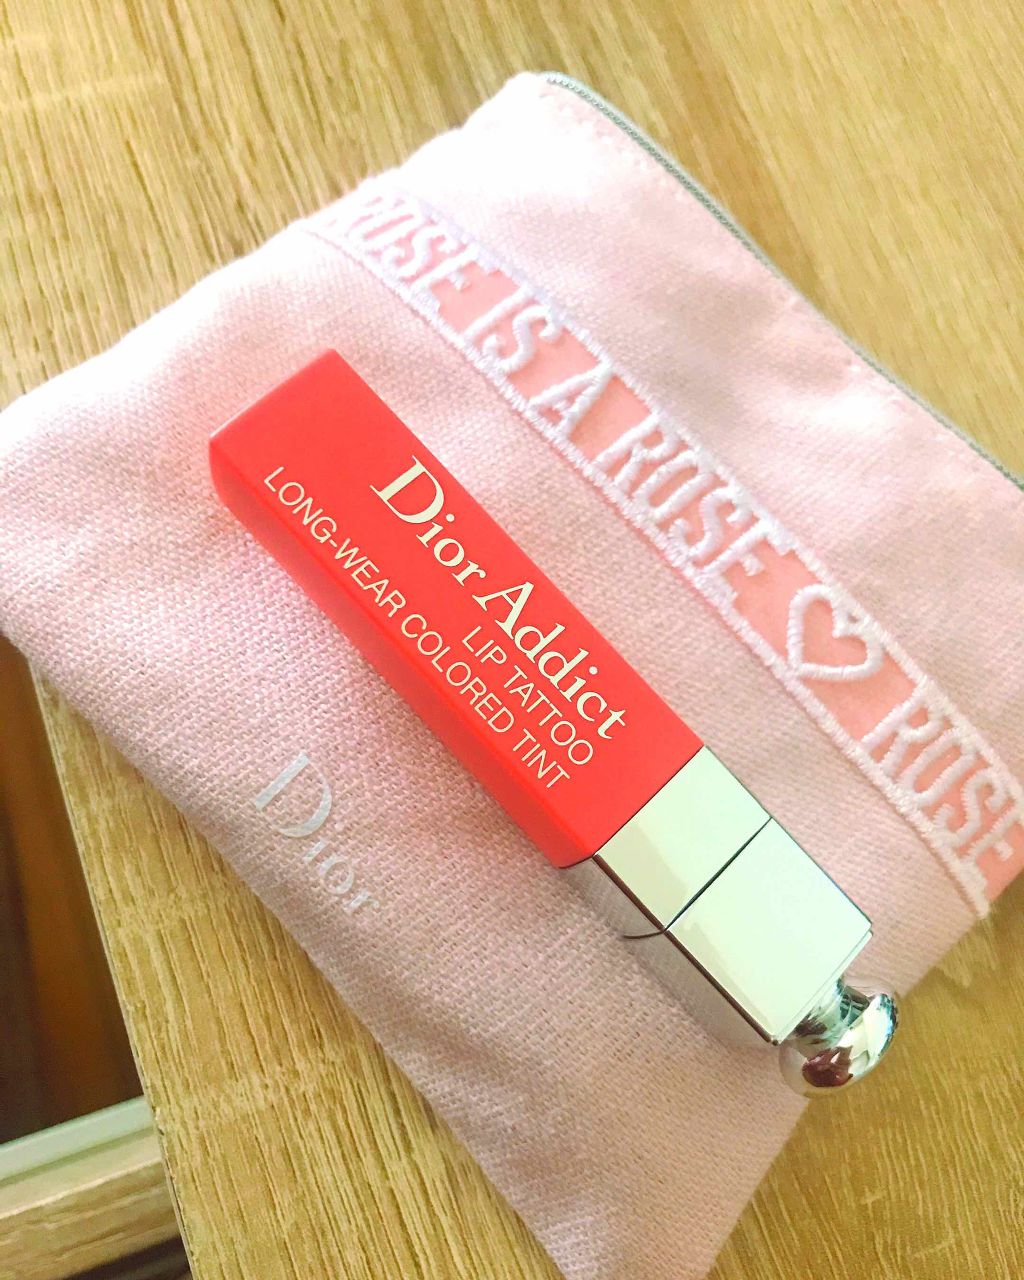 ROSE IS A ROSE ♡ ROSE
Dior Addict
LIP TATTOO
LONG-WEAR COLORED TINT
Dior